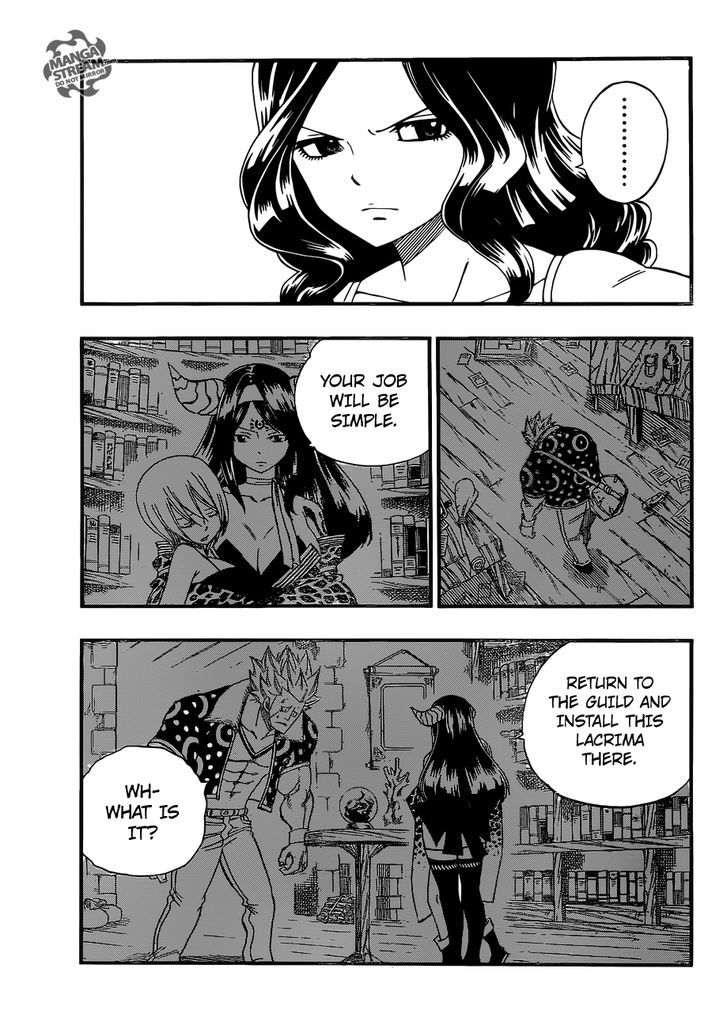 MANGA
STREAM.com
DO NOT MIRROR
.........
YOUR JOB
WILL BE
SIMPLE.
RETURN TO
THE GUILD AND
INSTALL THIS
LACRIMA
THERE.
WH-
WHAT IS
IT?